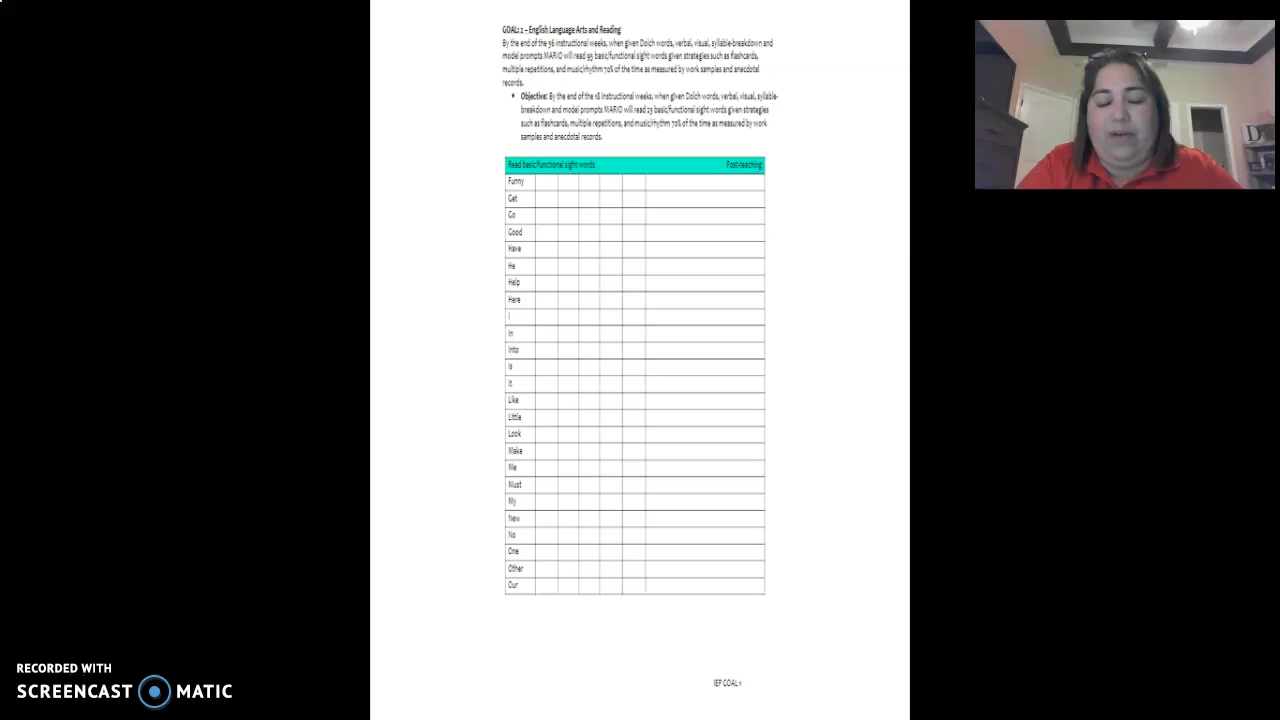 GOAL: 2 – English Language Arts and Reading
By the end of the 36 instructional weeks, when given Dolch words, verbal, visual, syllable-breakdown and
model prompts MARIO will read 95 basic/functional sight words given strategies such as flashcards,
multiple repetitions, and music/rhythm 70% of the time as measured by work samples and anecdotal
records.
• Objective: By the end of the 18 instructional weeks, when given Dolch words, verbal, visual, syllable-
breakdown and model prompts MARIO will read 23 basic/functional sight words given strategies
such as flashcards, multiple repetitions, and music/rhythm 70% of the time as measured by work
samples and anecdotal records.
Read basic/functional sight words Post-teaching
Funny
Get
Go
Good
Have
He
Help
Here
I
In
Into
Is
It
Like
Little
Look
Make
Me
Must
My
New
No
One
Other
Our
IEP GOAL 1
RECORDED WITH
SCREENCAST MATIC
D